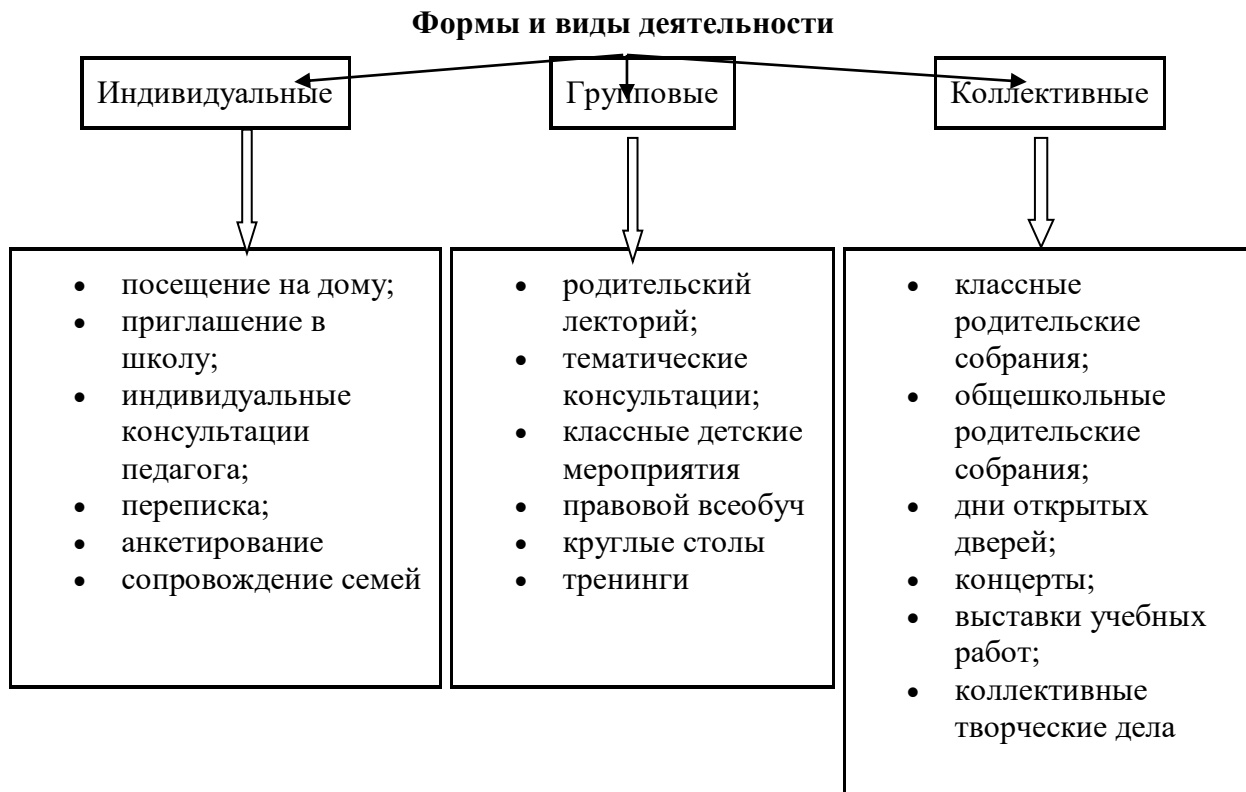 Формы и виды деятельности
Индивидуальные
Групповые
Коллективные
• посещение на дому;
• приглашение в
школу;
• индивидуальные
консультации
педагога;
• переписка;
• анкетирование
• сопровождение семей
• родительский
лекторий;
• тематические
консультации;
• классные детские
мероприятия
• правовой всеобуч
• круглые столы
• тренинги
• классные
родительские
собрания;
• общешкольные
родительские
собрания;
• дни открытых
дверей;
• концерты;
• выставки учебных
работ;
• коллективные
творческие дела